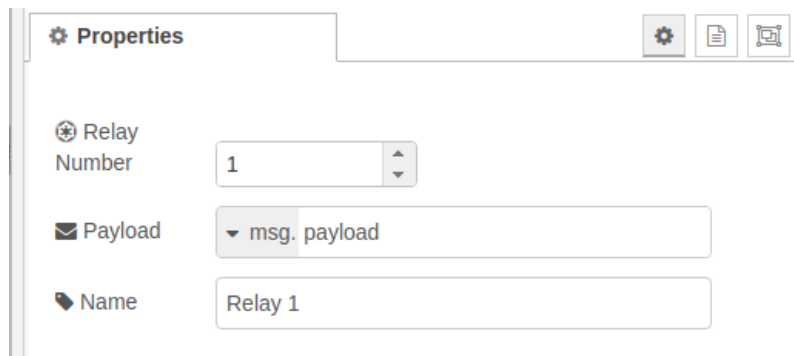 Properties
Relay
Number
1
Payload
msg. payload
Name
Relay 1